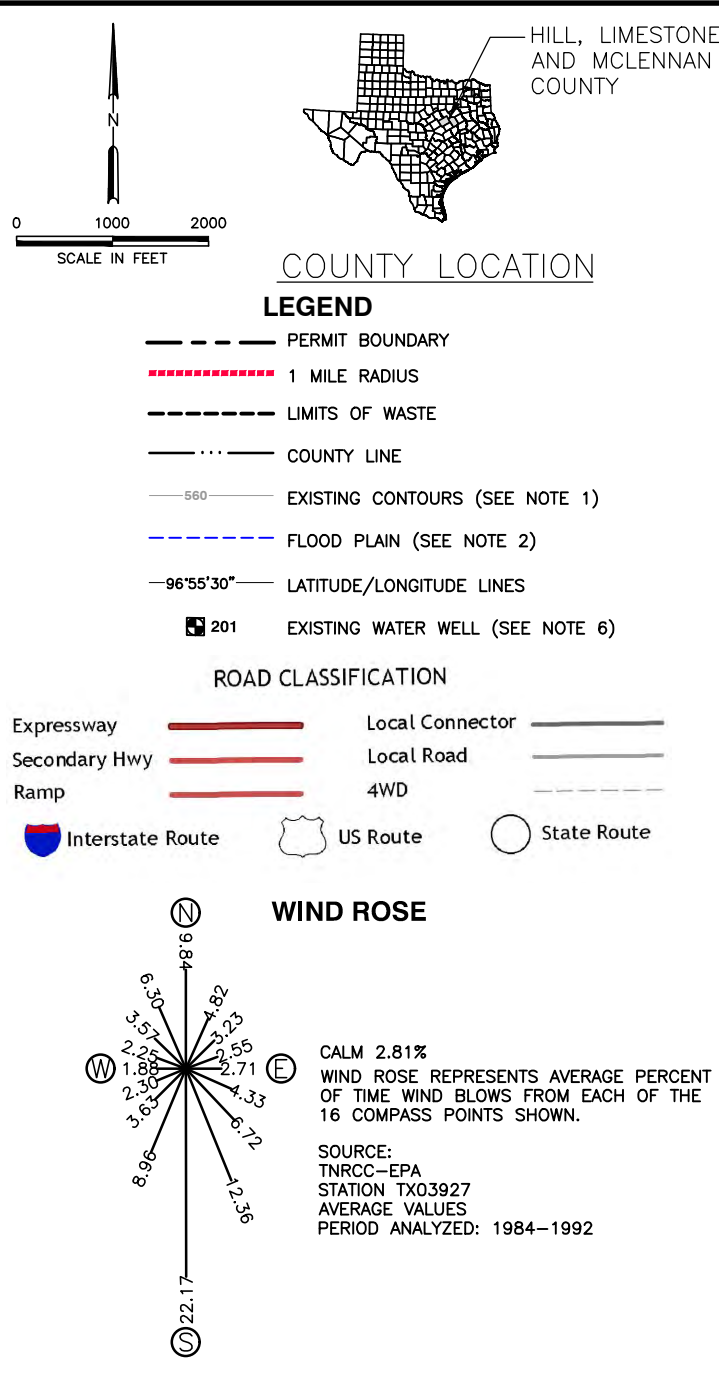 HILL, LIMESTONE
AND MCLENNAN
COUNTY
N
0 1000 2000
SCALE IN FEET
COUNTY LOCATION
LEGEND
PERMIT BOUNDARY
1 MILE RADIUS
LIMITS OF WASTE
COUNTY LINE
560 EXISTING CONTOURS (SEE NOTE 1)
FLOOD PLAIN (SEE NOTE 2)
96°55'30" LATITUDE/LONGITUDE LINES
201 EXISTING WATER WELL (SEE NOTE 6)
ROAD CLASSIFICATION
Expressway Local Connector
Secondary Hwy Local Road
Ramp 4WD
Interstate Route US Route State Route
WIND ROSE
N
9.84
6.30 4.82
3.57 3.23
2.25 2.55
W 1.88 2.71 E
2.30 4.33
3.63 6.72
8.96 12.36
22.17
S
CALM 2.81%
WIND ROSE REPRESENTS AVERAGE PERCENT
OF TIME WIND BLOWS FROM EACH OF THE
16 COMPASS POINTS SHOWN.
SOURCE:
TNRCC-EPA
STATION TX03927
AVERAGE VALUES
PERIOD ANALYZED: 1984-1992